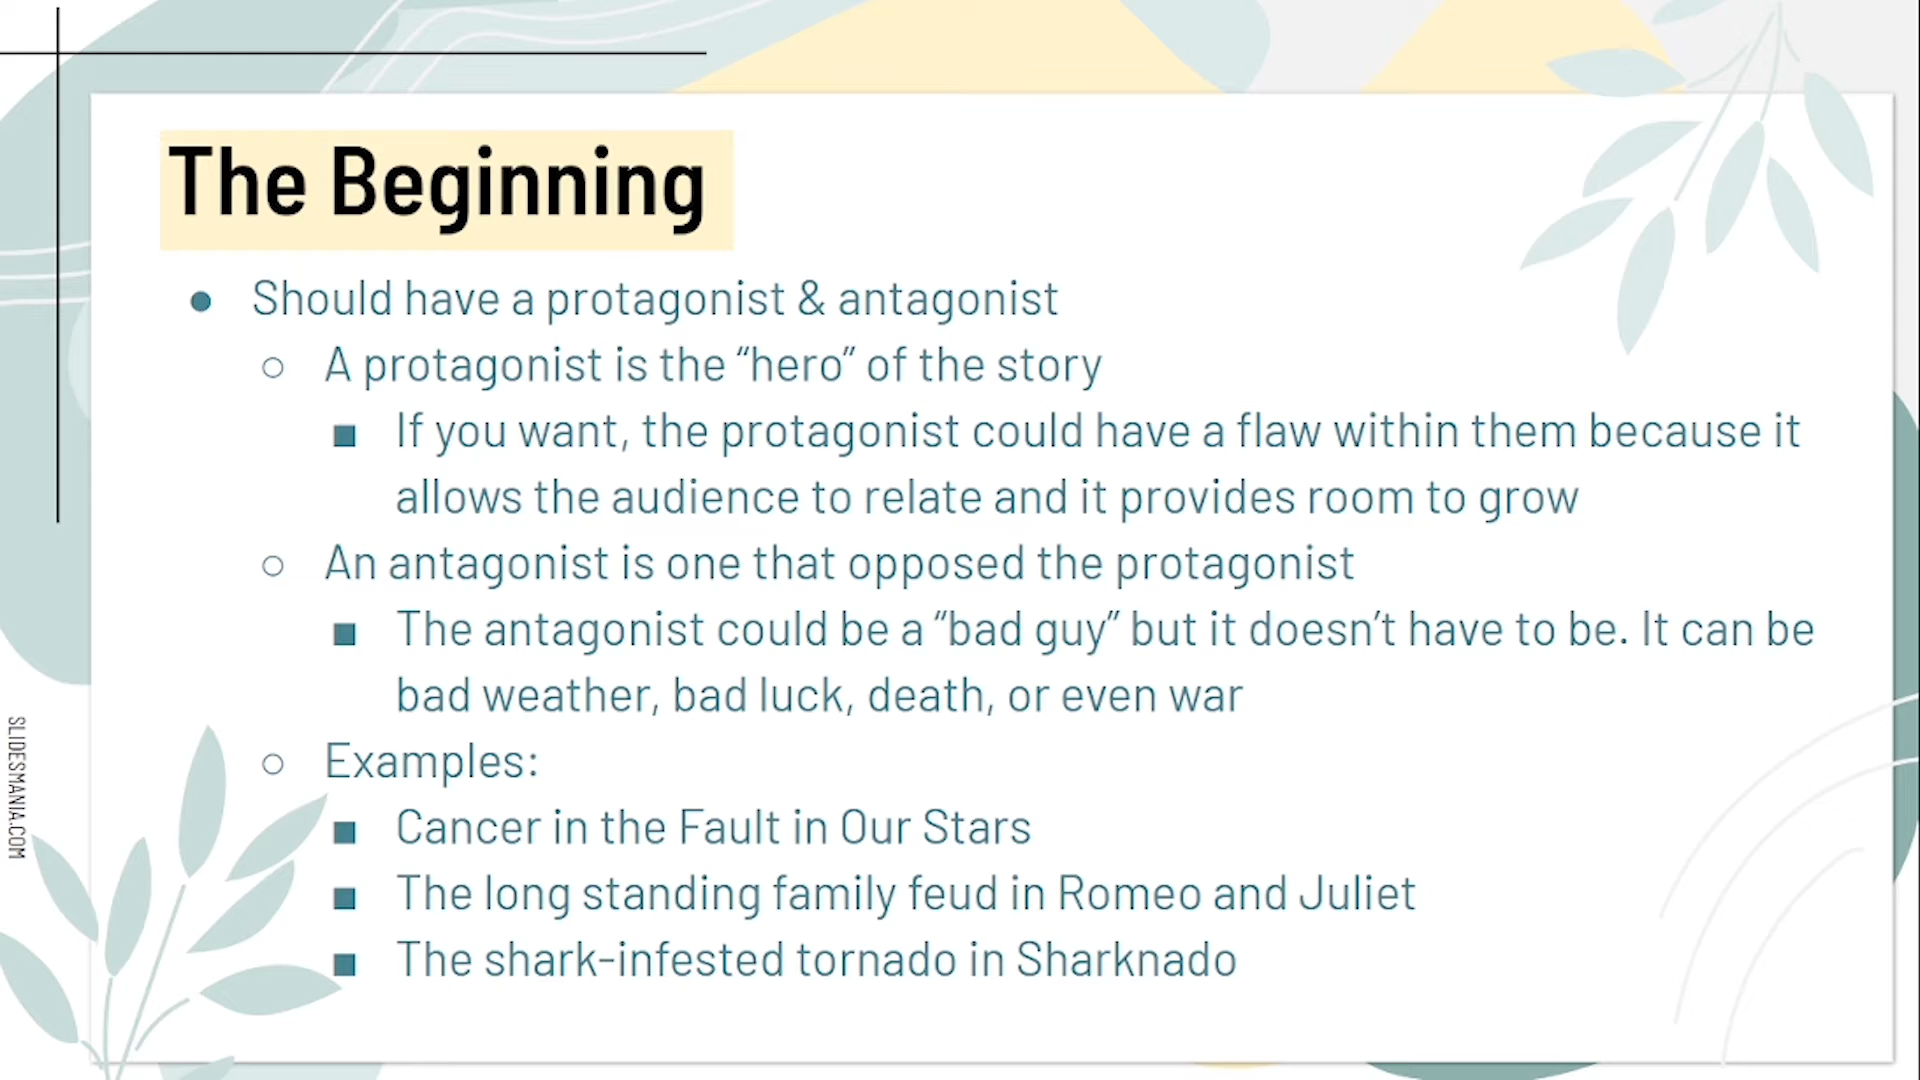 The Beginning
● Should have a protagonist & antagonist
○ A protagonist is the “hero” of the story
■ If you want, the protagonist could have a flaw within them because it
allows the audience to relate and it provides room to grow
○ An antagonist is one that opposed the protagonist
■ The antagonist could be a “bad guy” but it doesn’t have to be. It can be
bad weather, bad luck, death, or even war
○ Examples:
■ Cancer in the Fault in Our Stars
■ The long standing family feud in Romeo and Juliet
■ The shark-infested tornado in Sharknado
SLIDESMANIA.COM